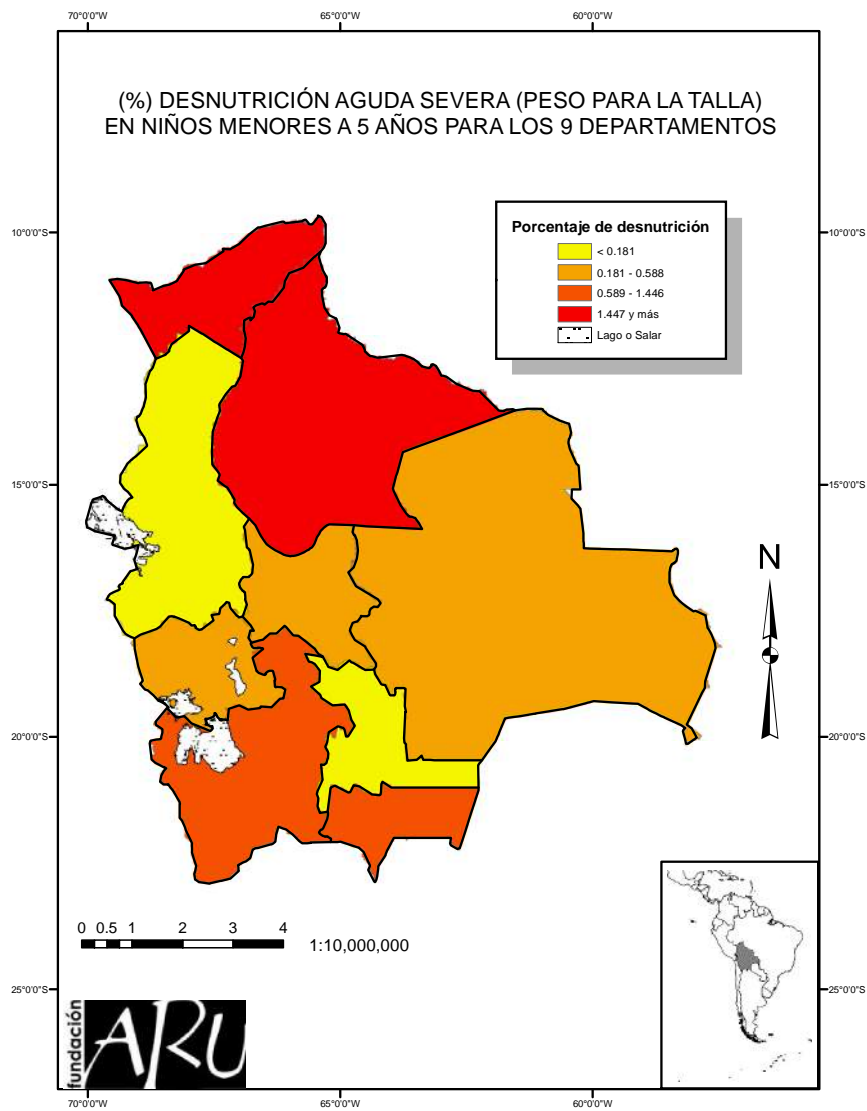 70°0'0"W 65°0'0"W 60°0'0"W
(%) DESNUTRICIÓN AGUDA SEVERA (PESO PARA LA TALLA)
EN NIÑOS MENORES A 5 AÑOS PARA LOS 9 DEPARTAMENTOS
Porcentaje de desnutrición
< 0.181
0.181 - 0.588
0.589 - 1.446
1.447 y más
Lago o Salar
10°0'0"S 10°0'0"S
15°0'0"S 15°0'0"S
N
20°0'0"S 20°0'0"S
0 0.5 1 2 3 4
1:10,000,000
25°0'0"S 25°0'0"S
fundación
ARU
70°0'0"W 65°0'0"W 60°0'0"W